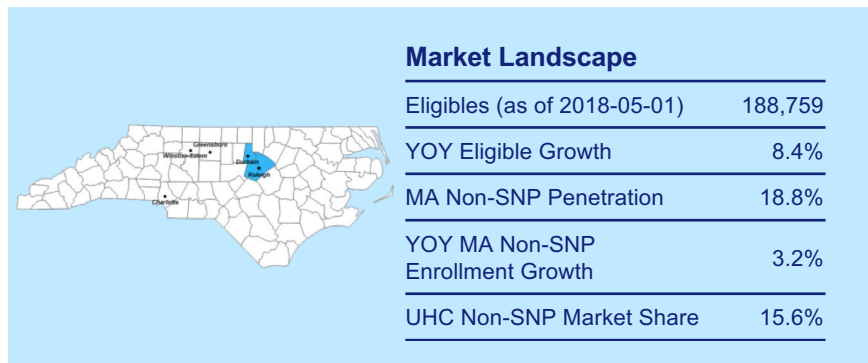 Market Landscape
Eligibles (as of 2018-05-01) 188,759
YOY Eligible Growth 8.4%
MA Non-SNP Penetration 18.8%
YOY MA Non-SNP
Enrollment Growth 3.2%
UHC Non-SNP Market Share 15.6%
Greensboro
Winston-Salem
Durham
Raleigh
Charlotte